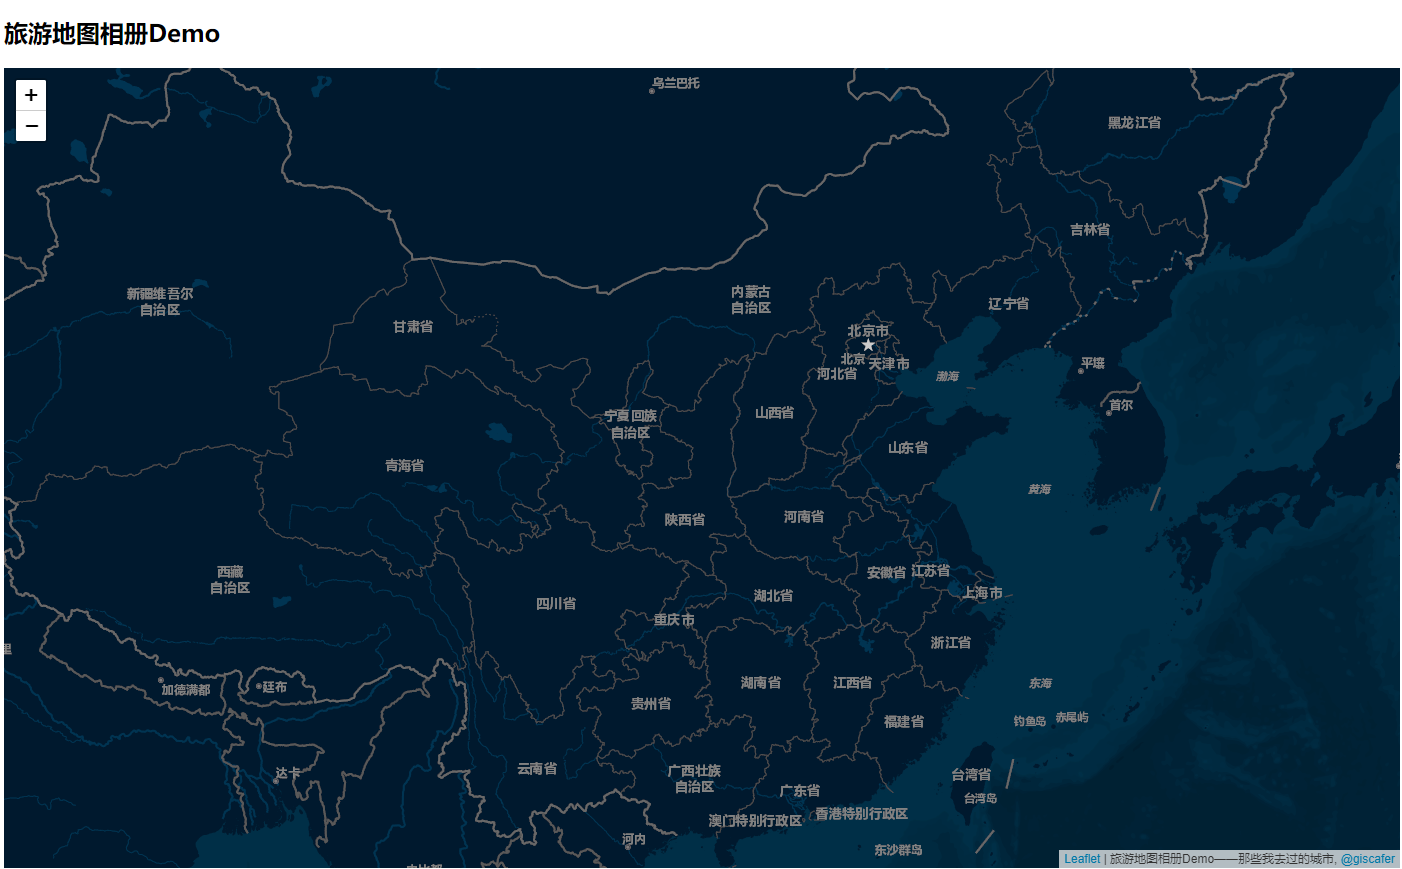 旅游地图相册Demo
+
−
乌兰巴托
黑龙江省
吉林省
新疆维吾尔
自治区
内蒙古
自治区
辽宁省
甘肃省
北京市
北京
天津市
河北省
平壤
渤海
首尔
山西省
宁夏回族
自治区
山东省
青海省
黄海
陕西省
河南省
西藏
自治区
安徽省
江苏省
上海市
湖北省
四川省
重庆市
浙江省
里
加德满都
廷布
湖南省
江西省
东海
贵州省
福建省
钓鱼岛
赤尾屿
云南省
达卡
广西壮族
自治区
台湾省
广东省
台湾岛
澳门特别行政区
香港特别行政区
河内
东沙群岛
Leaflet | 旅游地图相册Demo——那些我去过的城市, @giscafer